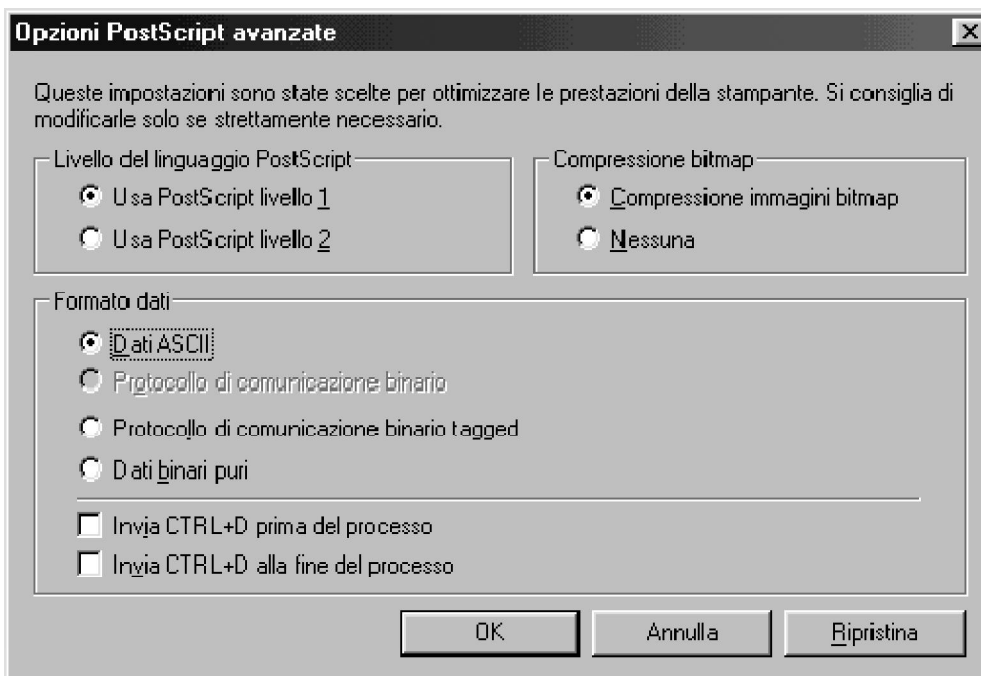 Opzioni PostScript avanzate
Queste impostazioni sono state scelte per ottimizzare le prestazioni della stampante. Si consiglia di
modificarle solo se strettamente necessario.
Livello del linguaggio PostScript
Usa PostScript livello 1
Usa PostScript livello 2
Compressione bitmap
Compressione immagini bitmap
Nessuna
Formato dati
Dati ASCII
Protocollo di comunicazione binario
Protocollo di comunicazione binario tagged
Dati binari puri
Invia CTRL+D prima del processo
Invia CTRL+D alla fine del processo
OK
Annulla
Ripristina